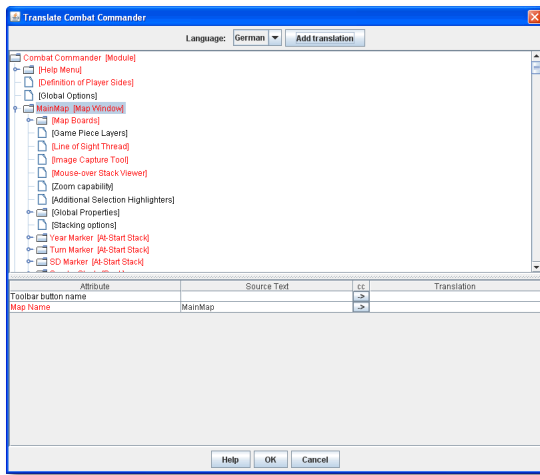 Translate Combat Commander
Language: German Add translation
Combat Commander [Module]
[Help Menu]
[Definition of Player Sides]
[Global Options]
MainMap [Map Window]
[Map Boards]
[Game Piece Layers]
[Line of Sight Thread]
[Image Capture Tool]
[Mouse-over Stack Viewer]
[Zoom capability]
[Additional Selection Highlighters]
[Global Properties]
[Stacking options]
Year Marker [At-Start Stack]
Turn Marker [At-Start Stack]
SD Marker [At-Start Stack]
Attribute Source Text cc Translation
Toolbar button name ->
Map Name MainMap ->
Help OK Cancel